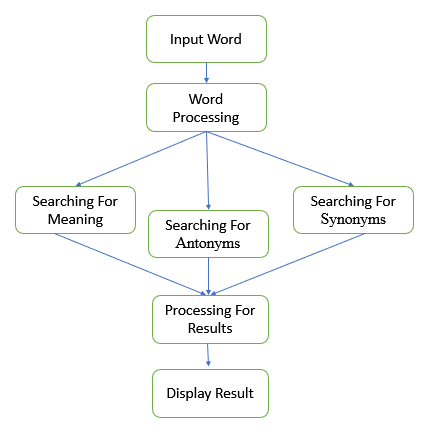 Input Word
Word
Processing
Searching For
Meaning
Searching For
Antonyms
Searching For
Synonyms
Processing For
Results
Display Result